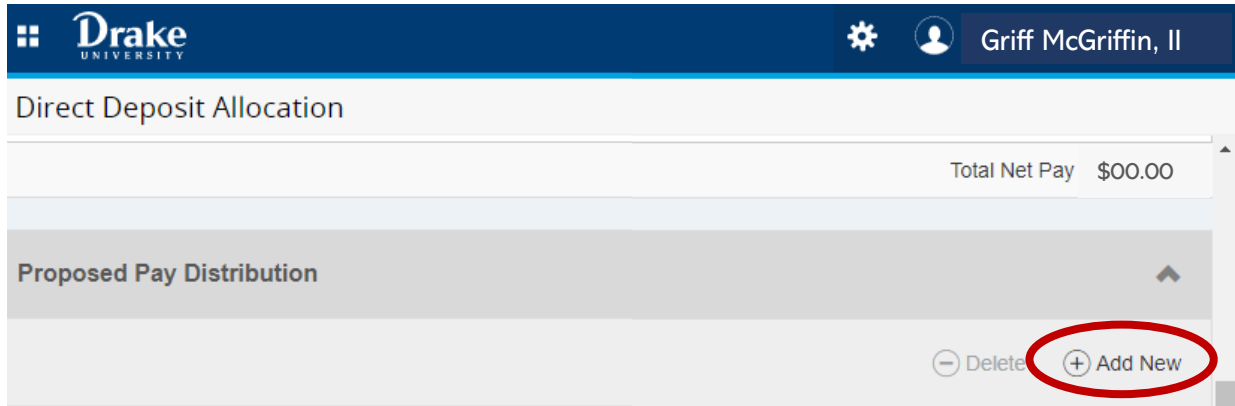 Drake
UNIVERSITY
Griff McGriffin, II
Direct Deposit Allocation
Total Net Pay $00.00
Proposed Pay Distribution
Delete Add New